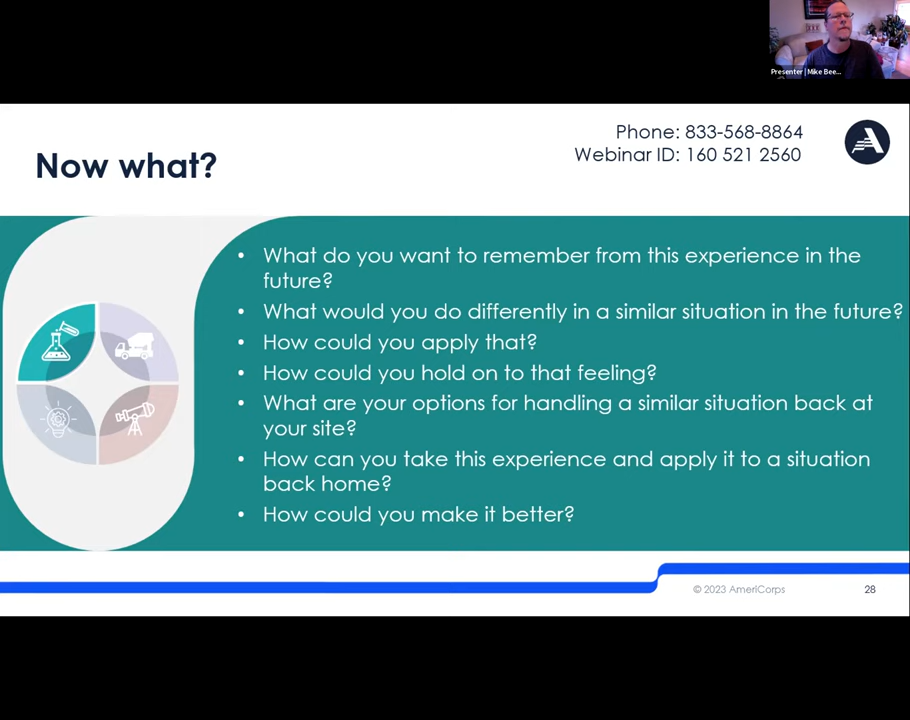 Presenter | Mike Bee...
Phone: 833-568-8864
Webinar ID: 160 521 2560
Now what?
• What do you want to remember from this experience in the
future?
• What would you do differently in a similar situation in the future?
• How could you apply that?
• How could you hold on to that feeling?
• What are your options for handling a similar situation back at
your site?
• How can you take this experience and apply it to a situation
back home?
• How could you make it better?
© 2023 AmeriCorps
28